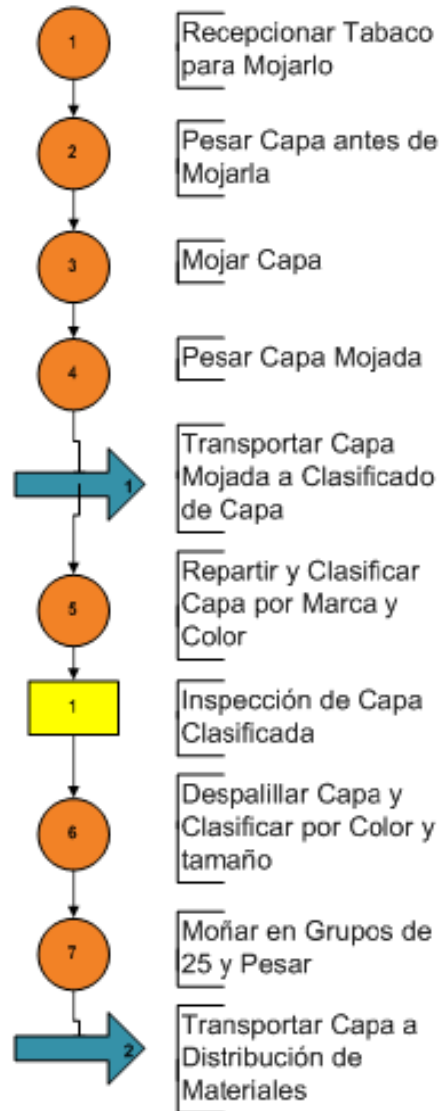 1
Recepcionar Tabaco
para Mojarlo
2
Pesar Capa antes de
Mojarla
3
Mojar Capa
4
Pesar Capa Mojada
1
Transportar Capa
Mojada a Clasificado
de Capa
5
Repartir y Clasificar
Capa por Marca y
Color
1
Inspección de Capa
Clasificada
6
Despalillar Capa y
Clasificar por Color y
tamaño
7
Moñar en Grupos de
25 y Pesar
2
Transportar Capa a
Distribución de
Materiales